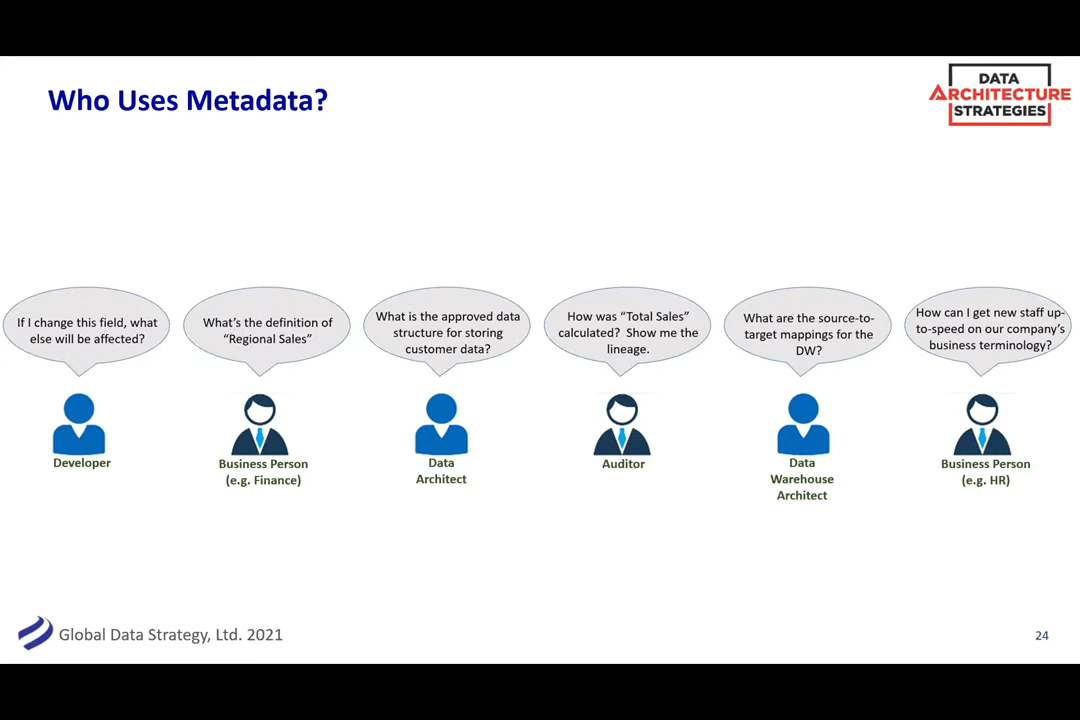 Who Uses Metadata?
DATA
ARCHITECTURE
STRATEGIES
If I change this field, what
else will be affected?
What's the definition of
“Regional Sales”
What is the approved data
structure for storing
customer data?
How was “Total Sales”
calculated? Show me the
lineage.
What are the source-to-
target mappings for the
DW?
How can I get new staff up-
to-speed on our company's
business terminology?
Developer
Business Person
(e.g. Finance)
Data
Architect
Auditor
Data
Warehouse
Architect
Business Person
(e.g. HR)
Global Data Strategy, Ltd. 2021
24